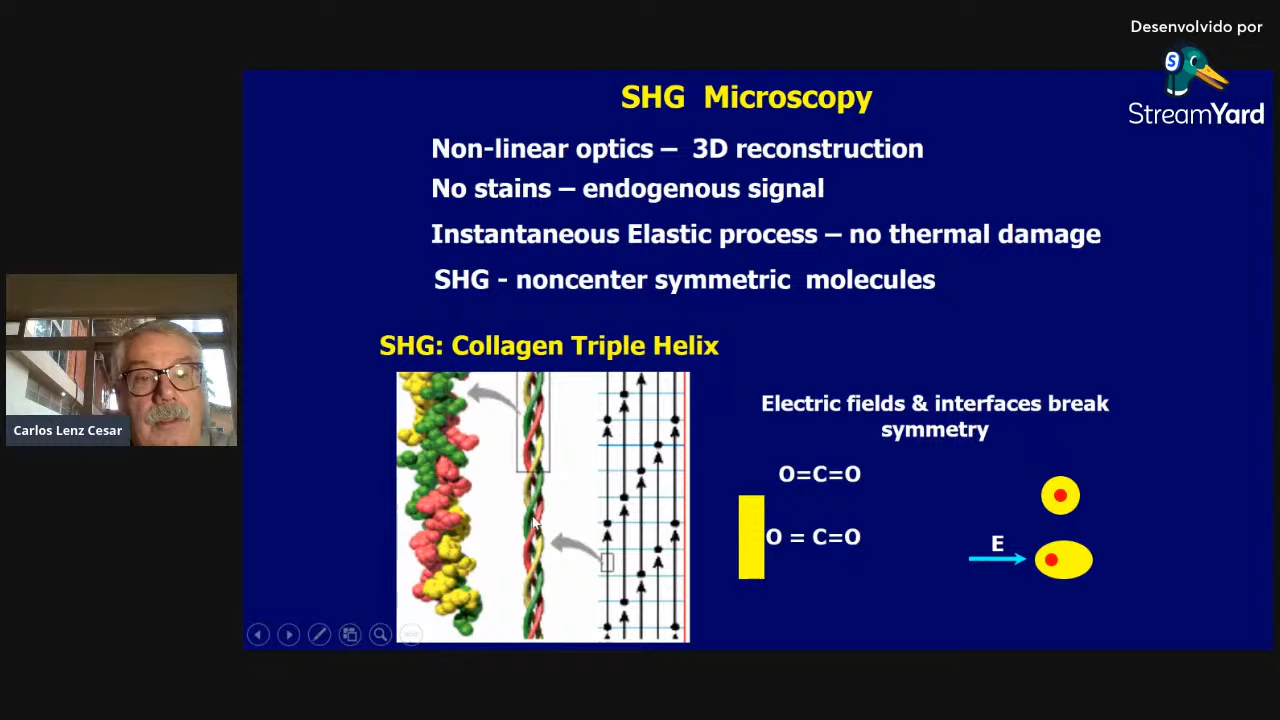 Desenvolvido por
S
StreamYard
SHG Microscopy
Non-linear optics – 3D reconstruction
No stains – endogenous signal
Instantaneous Elastic process – no thermal damage
SHG - noncenter symmetric molecules
SHG: Collagen Triple Helix
Electric fields & interfaces break
symmetry
O=C=O
O = C=O
E
Carlos Lenz Cesar